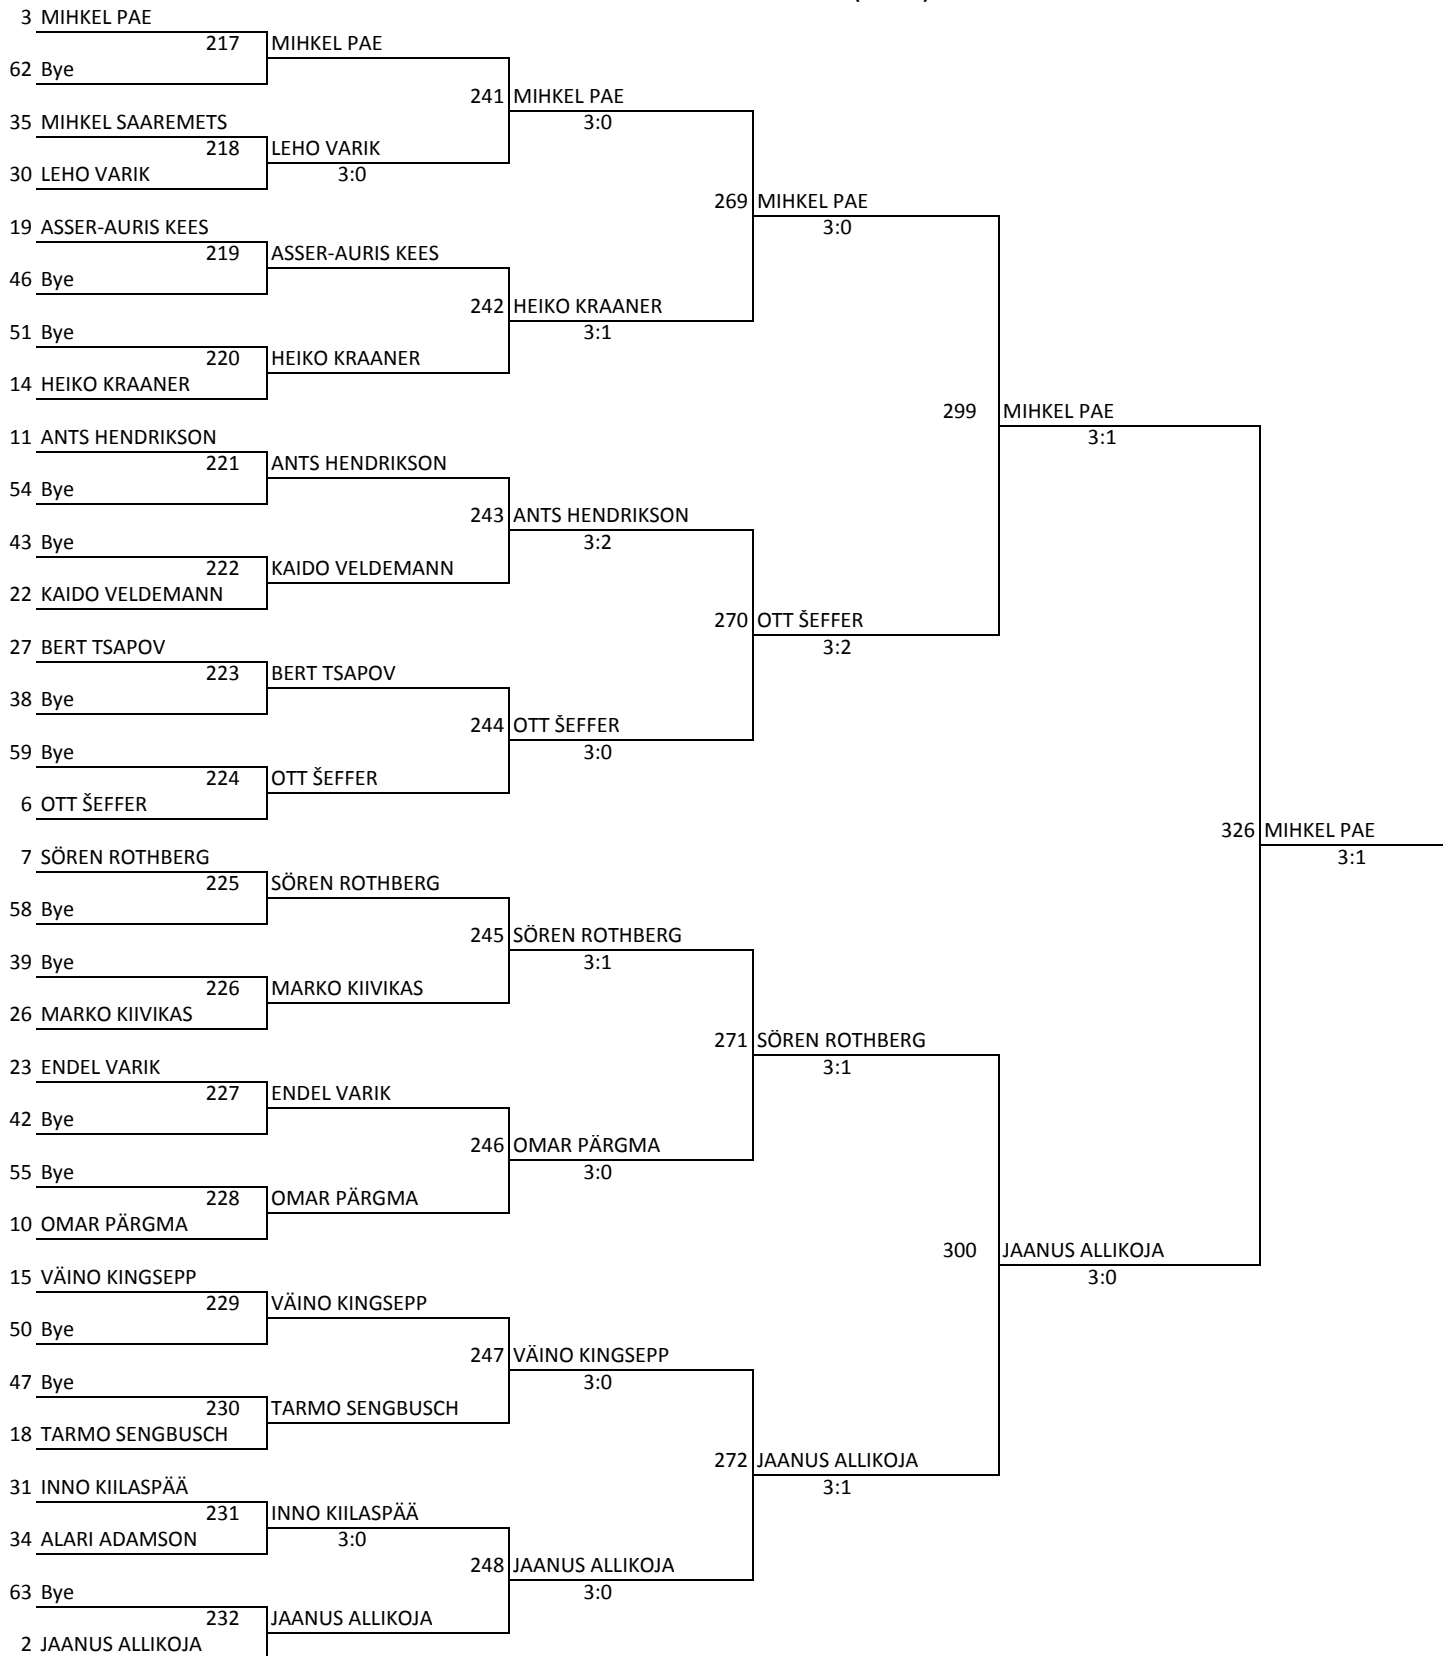 3 MIHKEL PAE
217 MIHKEL PAE
62 Bye
241 MIHKEL PAE
35 MIHKEL SAAREMETS 3:0
218 LEHO VARIK
30 LEHO VARIK 3:0
269 MIHKEL PAE
19 ASSER-AURIS KEES 3:0
219 ASSER-AURIS KEES
46 Bye
242 HEIKO KRAANER
51 Bye 3:1
220 HEIKO KRAANER
14 HEIKO KRAANER
299 MIHKEL PAE
11 ANTS HENDRIKSON 3:1
221 ANTS HENDRIKSON
54 Bye
243 ANTS HENDRIKSON
43 Bye 3:2
222 KAIDO VELDEMANN
22 KAIDO VELDEMANN
270 OTT ŠEFFER
27 BERT TSAPOV 3:2
223 BERT TSAPOV
38 Bye
244 OTT ŠEFFER
59 Bye 3:0
224 OTT ŠEFFER
6 OTT ŠEFFER
326 MIHKEL PAE
7 SÖREN ROTHBERG 3:1
225 SÖREN ROTHBERG
58 Bye
245 SÖREN ROTHBERG
39 Bye 3:1
226 MARKO KIIVIKAS
26 MARKO KIIVIKAS
271 SÖREN ROTHBERG
23 ENDEL VARIK 3:1
227 ENDEL VARIK
42 Bye
246 OMAR PÄRGMA
55 Bye 3:0
228 OMAR PÄRGMA
10 OMAR PÄRGMA
300 JAANUS ALLIKOJA
15 VÄINO KINGSEPP 3:0
229 VÄINO KINGSEPP
50 Bye
247 VÄINO KINGSEPP
47 Bye 3:0
230 TARMO SENGBUSCH
18 TARMO SENGBUSCH
272 JAANUS ALLIKOJA
31 INNO KIILASPÄÄ 3:1
231 INNO KIILASPÄÄ
34 ALARI ADAMSON 3:0
248 JAANUS ALLIKOJA
63 Bye 3:0
232 JAANUS ALLIKOJA
2 JAANUS ALLIKOJA